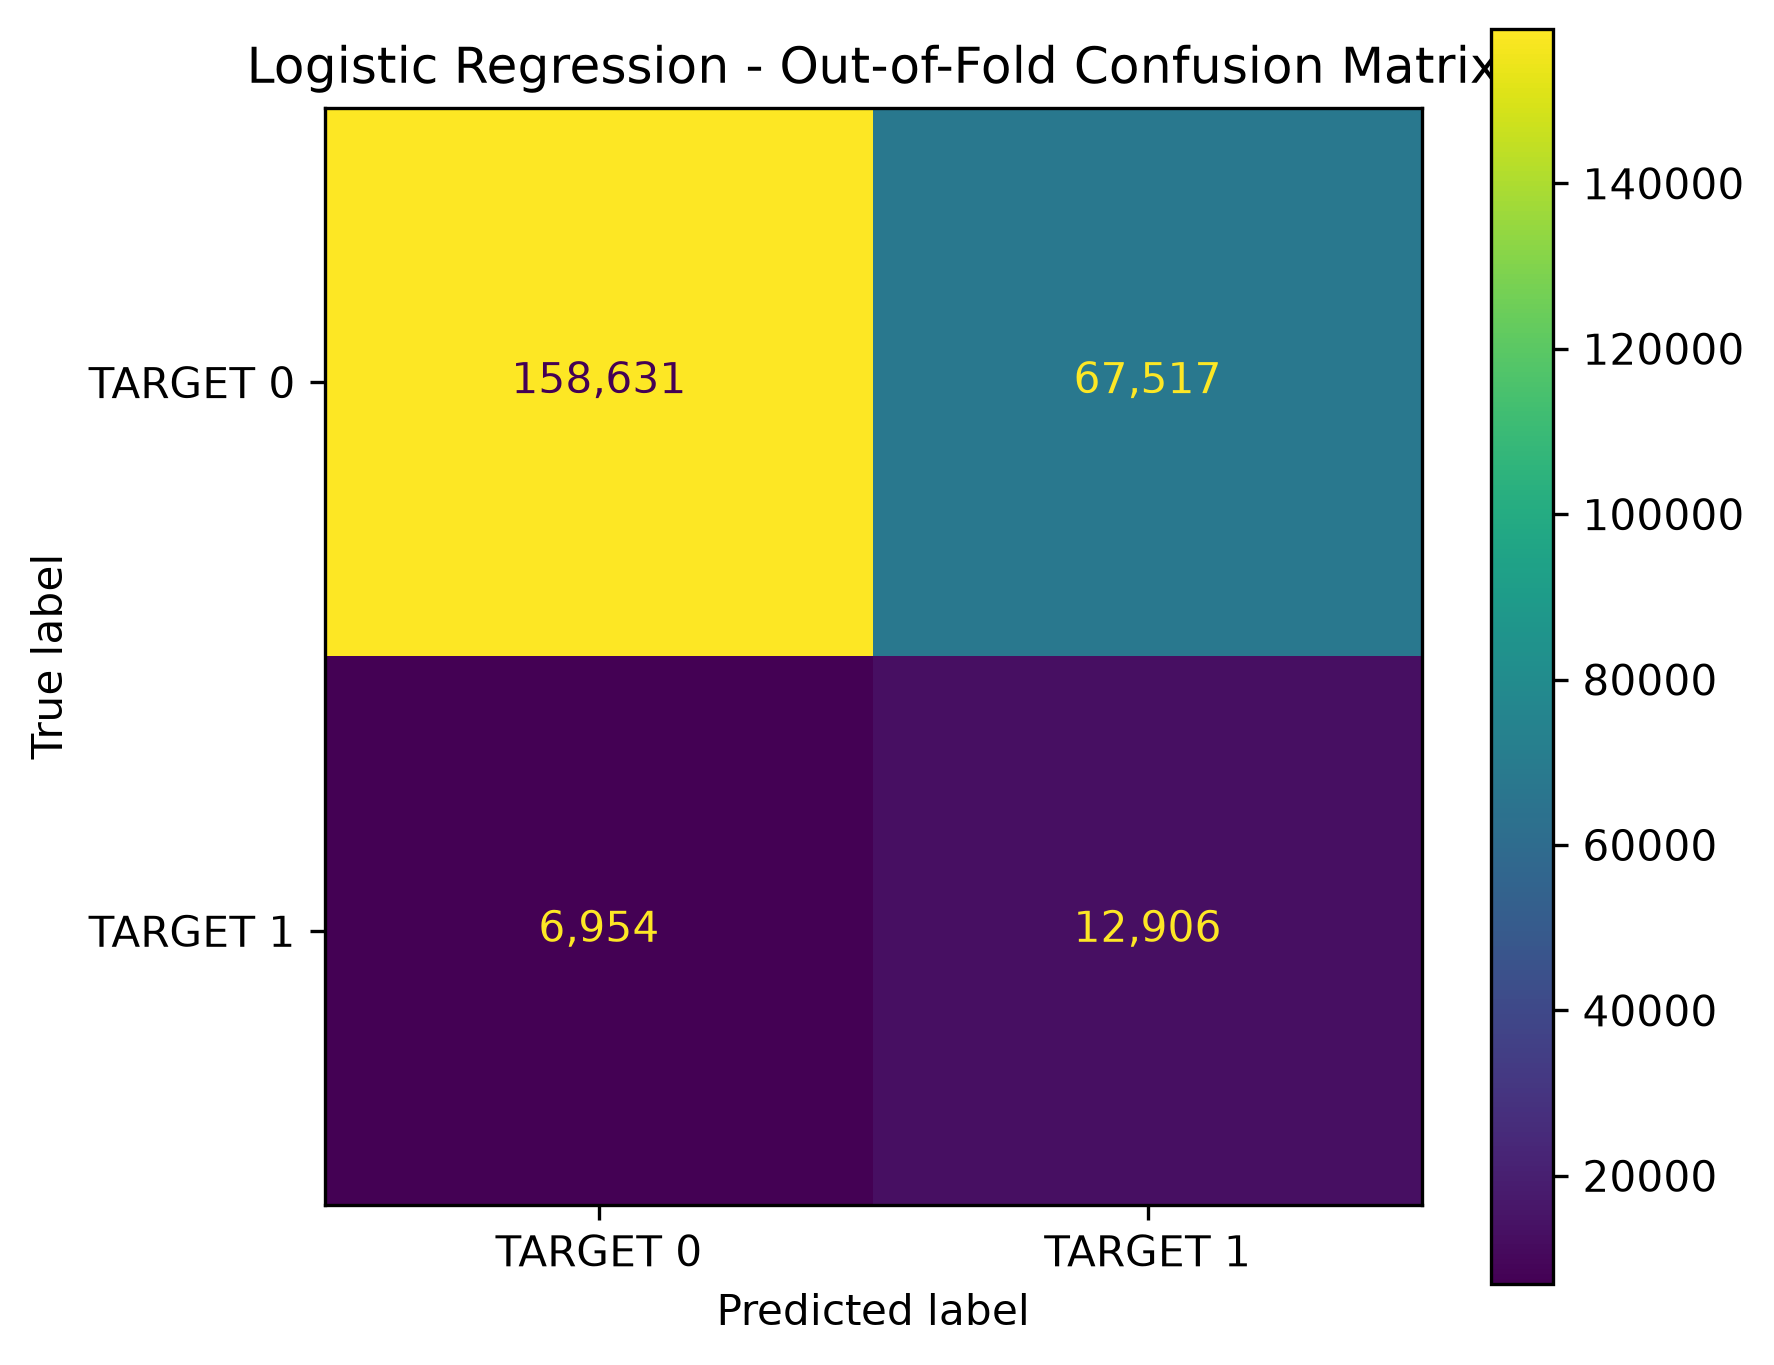 Logistic Regression - Out-of-Fold Confusion Matrix
140000
120000
100000
80000
60000
40000
20000
True label
TARGET 0
158,631
67,517
TARGET 1
6,954
12,906
TARGET 0
TARGET 1
Predicted label